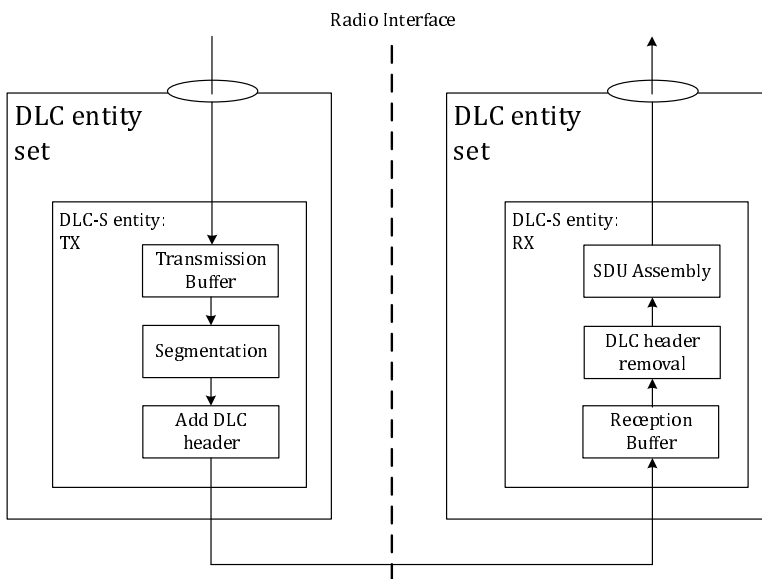 Radio Interface
DLC entity
set
DLC-S entity:
TX
Transmission
Buffer
Segmentation
Add DLC
header
DLC entity
set
DLC-S entity:
RX
SDU Assembly
DLC header
removal
Reception
Buffer